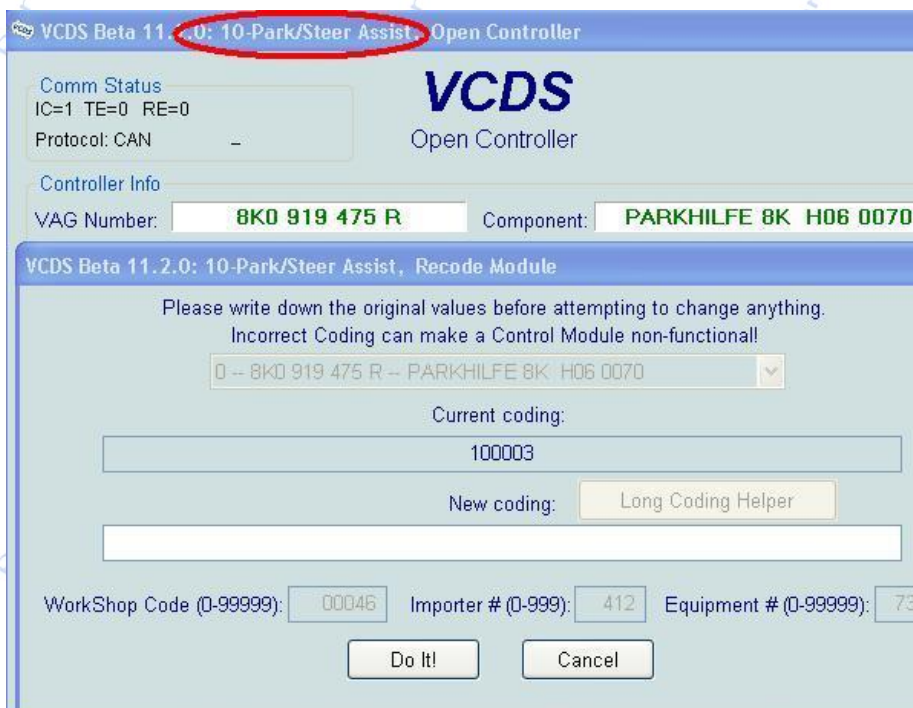 VCDS Beta 11.2.0: 10-Park/Steer Assist, Open Controller
Comm Status
IC=1 TE=0 RE=0
Protocol: CAN
VCDS
Open Controller
Controller Info
VAG Number: 8K0 919 475 R Component: PARKHILFE 8K H06 0070
VCDS Beta 11.2.0: 10-Park/Steer Assist, Recode Module
Please write down the original values before attempting to change anything.
Incorrect Coding can make a Control Module non-functional!
0 -- 8K0 919 475 R -- PARKHILFE 8K H06 0070
Current coding:
100003
New coding: Long Coding Helper
WorkShop Code (0-99999): 00046 Importer # (0-999): 412 Equipment # (0-99999): 73
Do It! Cancel